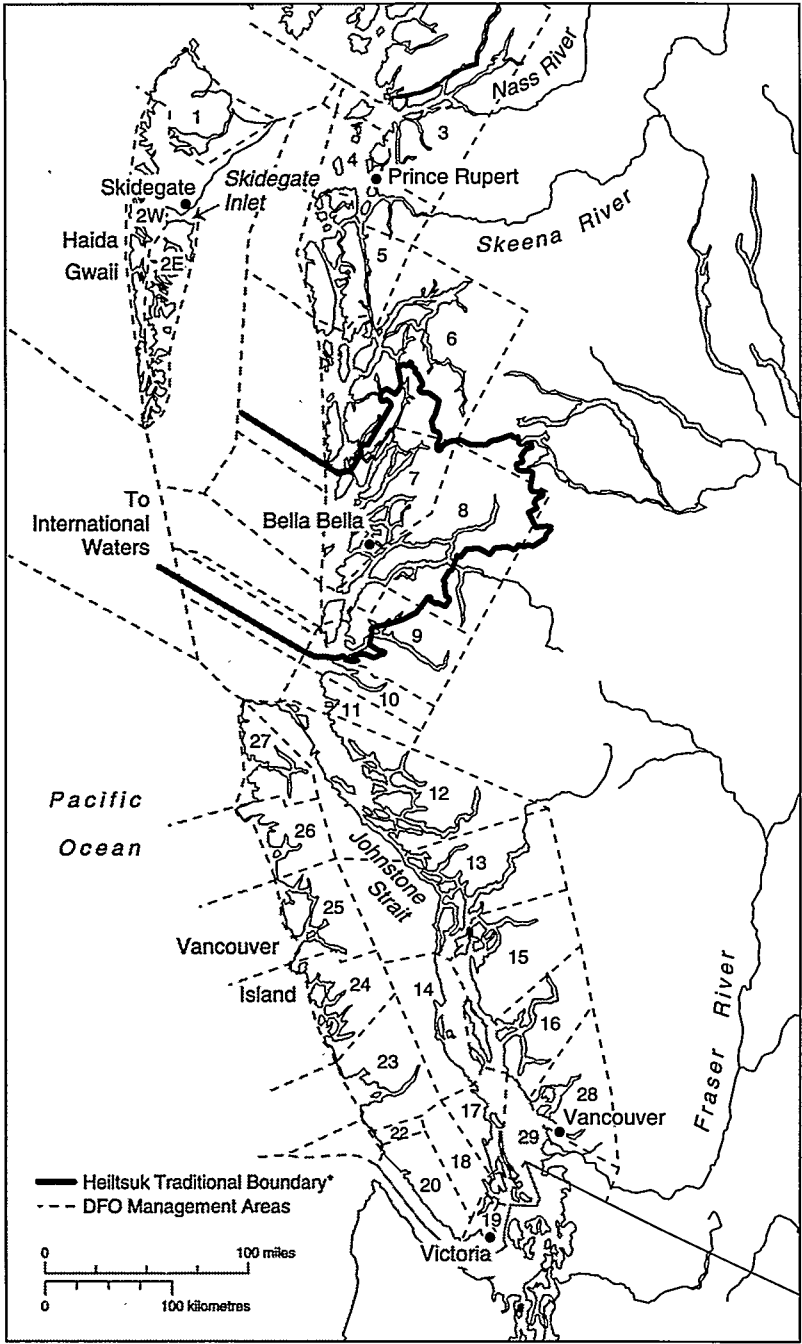 Nass River
1
3
4
Prince Rupert
Skidegate
Skidegate
Inlet
2W
Skeena River
Haida
Gwaii
2E
5
6
7
To
International
Waters
Bella Bella
8
9
10
11
27
12
Pacific
Ocean
26
Johnstone
Strait
13
25
Vancouver
Island
15
24
14
Fraser River
16
23
28
17
Vancouver
22
29
18
20
19
Victoria
Heiltsuk Traditional Boundary*
DFO Management Areas
0 100 miles
0 100 kilometres